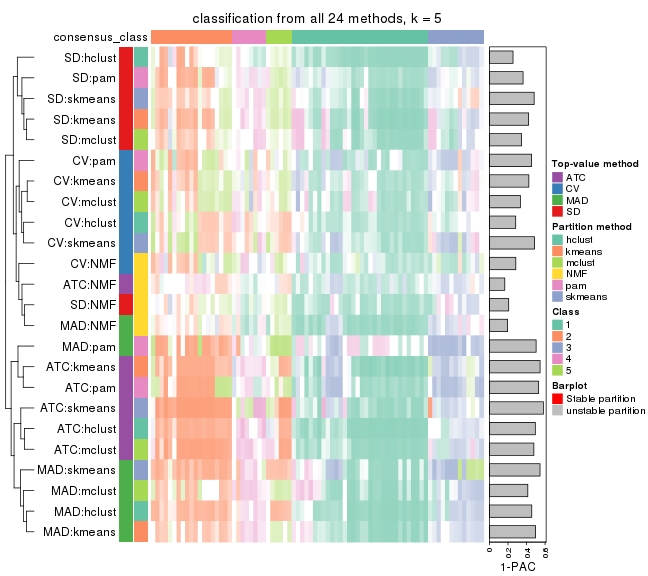 classification from all 24 methods, k = 5
consensus_class
SD:hclust
SD:pam
SD:skmeans
SD:kmeans
SD:mclust
CV:pam
CV:kmeans
CV:mclust
CV:hclust
CV:skmeans
CV:NMF
ATC:NMF
SD:NMF
MAD:NMF
MAD:pam
ATC:kmeans
ATC:pam
ATC:skmeans
ATC:hclust
ATC:mclust
MAD:skmeans
MAD:mclust
MAD:hclust
MAD:kmeans
0
0.2
0.4
0.6
1-PAC
Top-value method
ATC
CV
MAD
SD
Partition method
hclust
kmeans
mclust
NMF
pam
skmeans
Class
1
2
3
4
5
Barplot
Stable partition
unstable partition